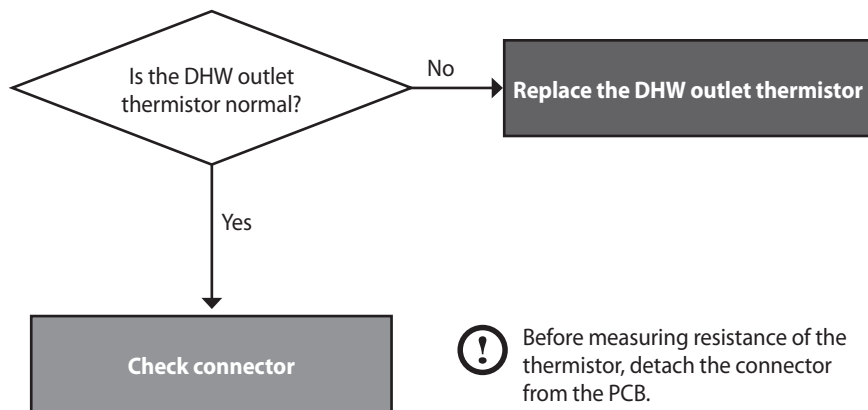 Is the DHW outlet
thermistor normal?
No
Replace the DHW outlet thermistor
Yes
Check connector
!
Before measuring resistance of the
thermistor, detach the connector
from the PCB.